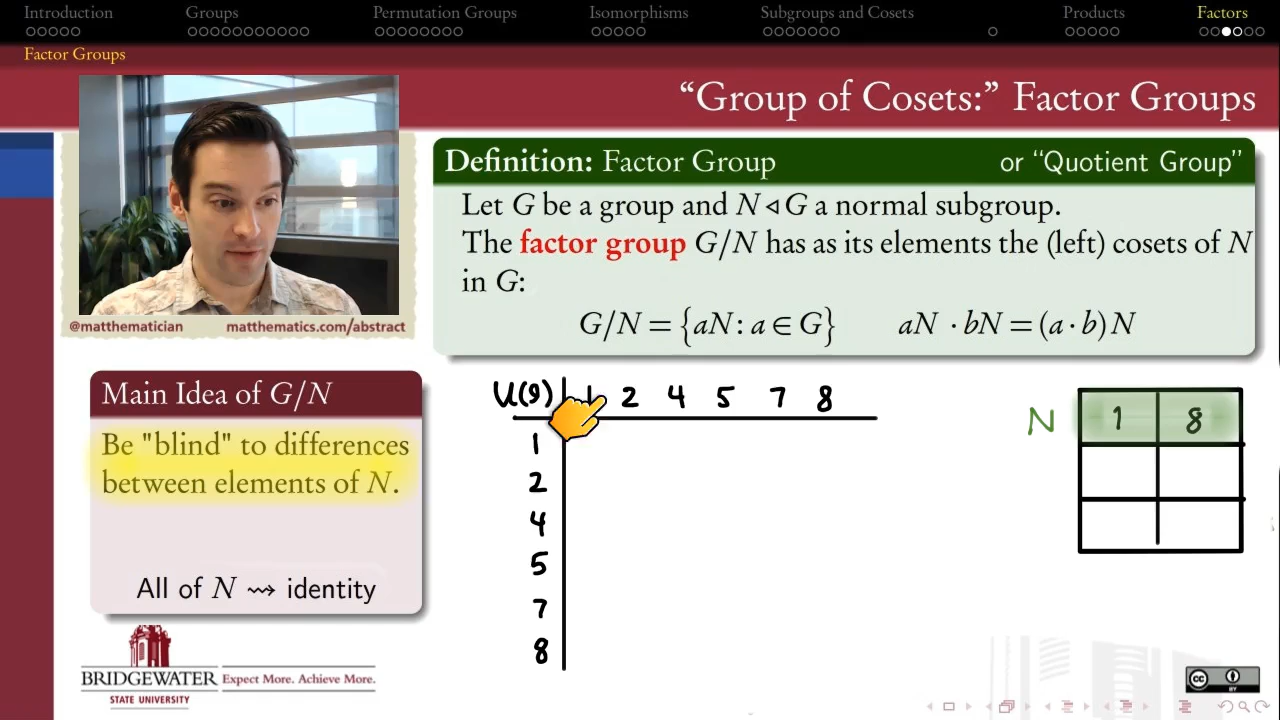 Introduction Groups Permutation Groups Isomorphisms Subgroups and Cosets Products Factors
Factor Groups
"Group of Cosets:" Factor Groups
@matthematician matthematics.com/abstract
Definition: Factor Group or "Quotient Group"
Let G be a group and N ◃ G a normal subgroup.
The factor group G/N has as its elements the (left) cosets of N
in G:
G/N = {aN : a ∈ G} aN · bN = (a · b)N
Main Idea of G/N
Be "blind" to differences
between elements of N.
All of N ⇝ identity
U(9) 1 2 4 5 7 8
1
2
4
5
7
8
N 1 8
BRIDGEWATER
STATE UNIVERSITY
Expect More. Achieve More.
CC BY